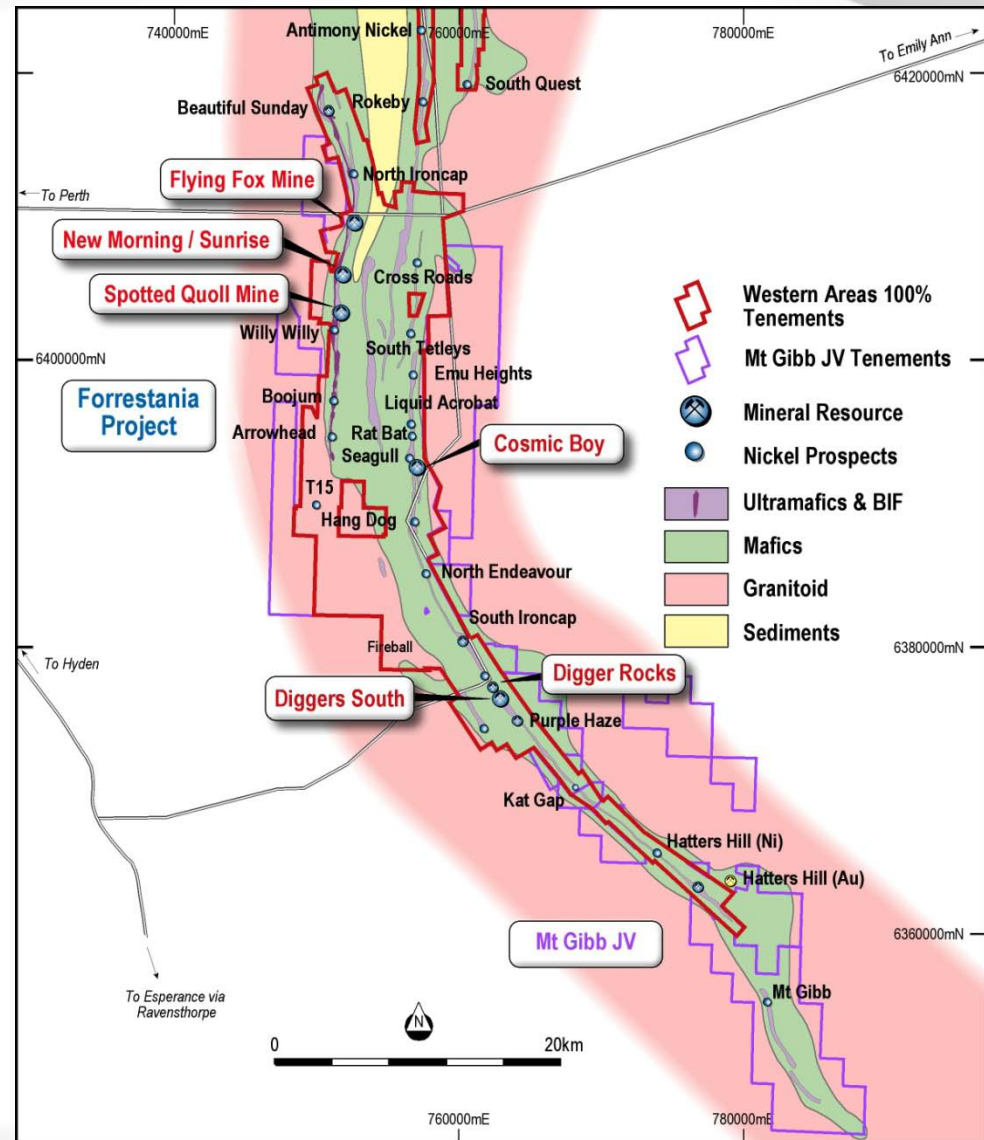 740000mE
760000mE
780000mE
Antimony Nickel
To Emily Ann
6420000mN
South Quest
Beautiful Sunday
Rokeby
North Ironcap
Flying Fox Mine
To Perth
New Morning / Sunrise
Cross Roads
Spotted Quoll Mine
Willy Willy
South Tetleys
6400000mN
Emu Heights
Forrestania
Project
Boojum
Liquid Acrobat
Arrowhead
Rat Bat
Seagull
Cosmic Boy
T15
Hang Dog
North Endeavour
South Ironcap
Fireball
To Hyden
6380000mN
Digger Rocks
Diggers South
Purple Haze
Kat Gap
Hatters Hill (Ni)
Hatters Hill (Au)
Mt Gibb JV
6360000mN
To Esperance via
Ravensthorpe
Mt Gibb
N
0
20km
760000mE
780000mE
Western Areas 100%
Tenements
Mt Gibb JV Tenements
Mineral Resource
Nickel Prospects
Ultramafics & BIF
Mafics
Granitoid
Sediments